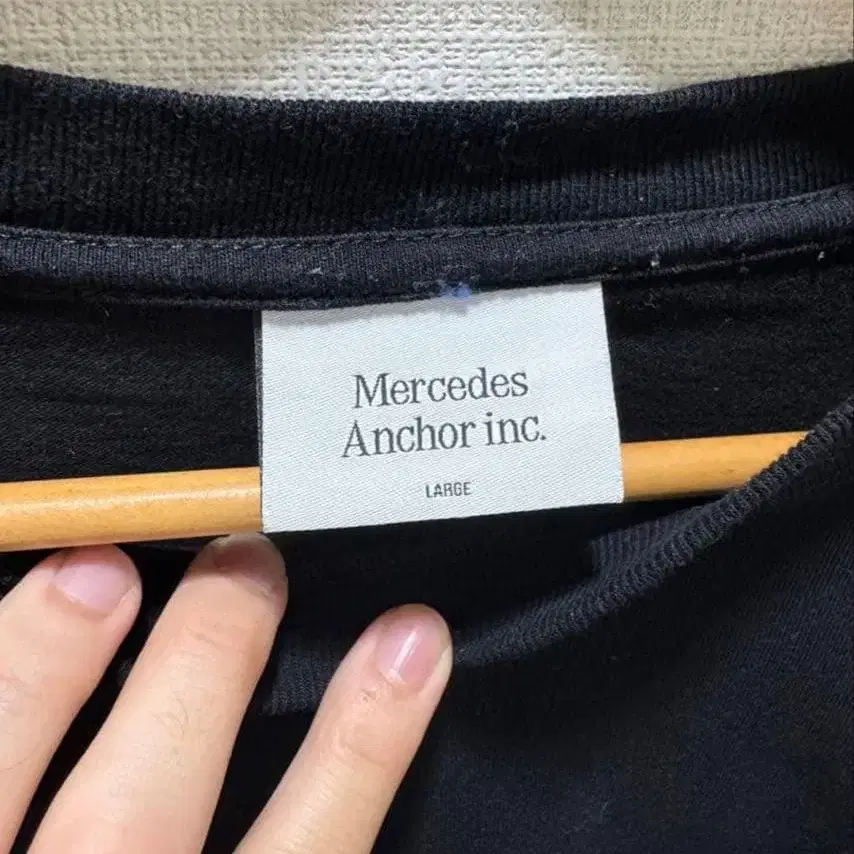 Mercedes
Anchor inc.
LARGE